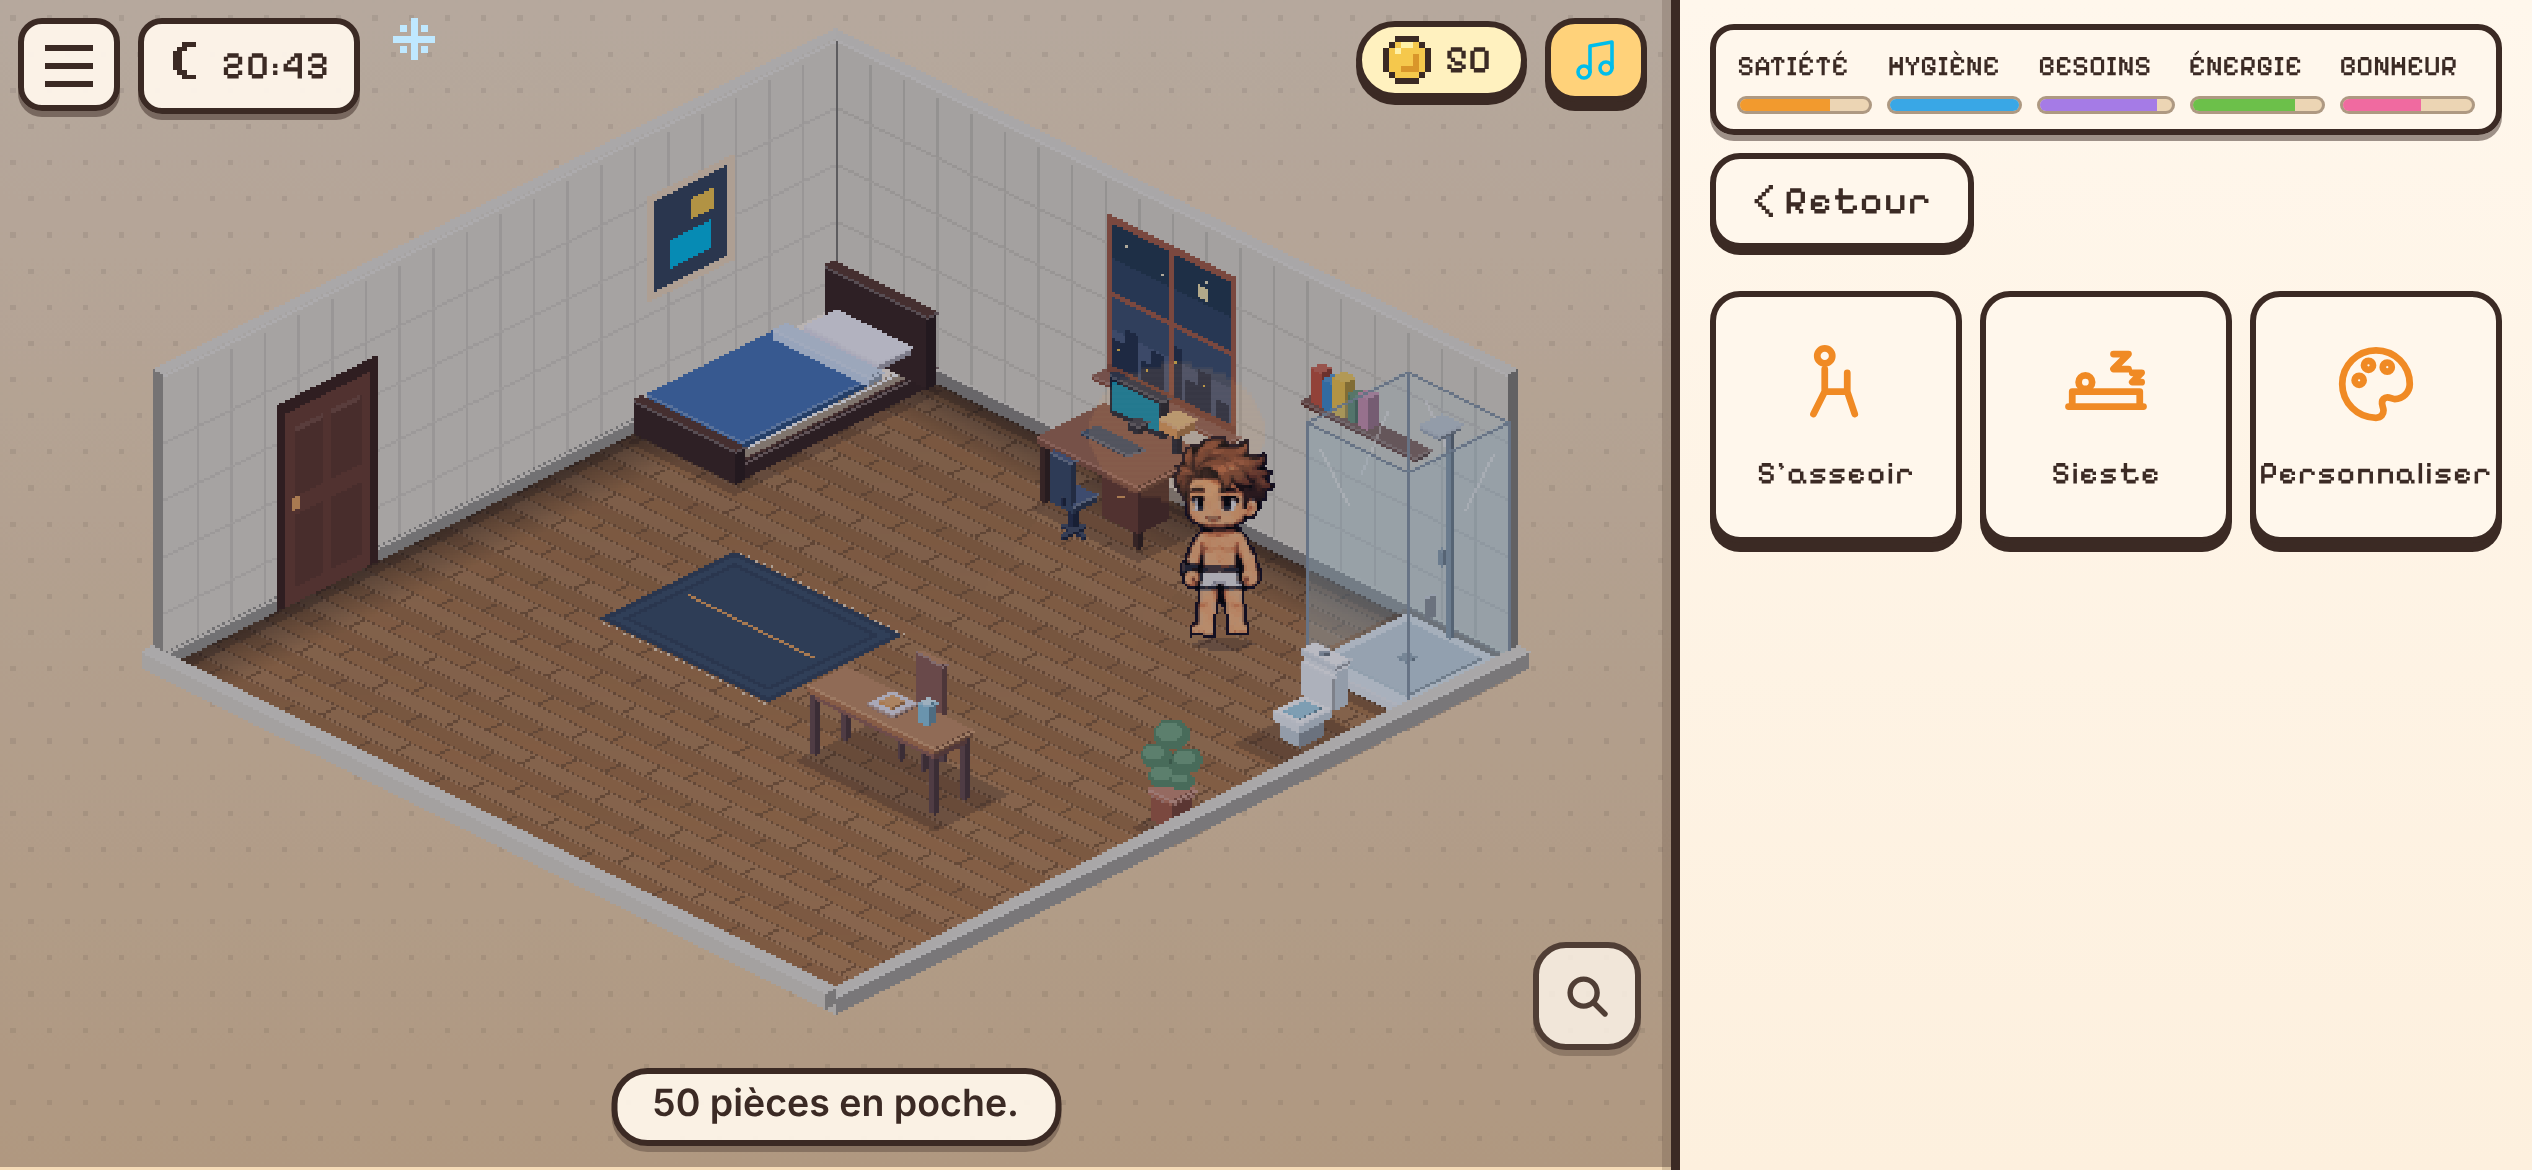 20:43
50
SATIÉTÉ HYGIÈNE BESOINS ÉNERGIE BONHEUR
Retour
S'asseoir Sieste Personnaliser
50 pièces en poche.